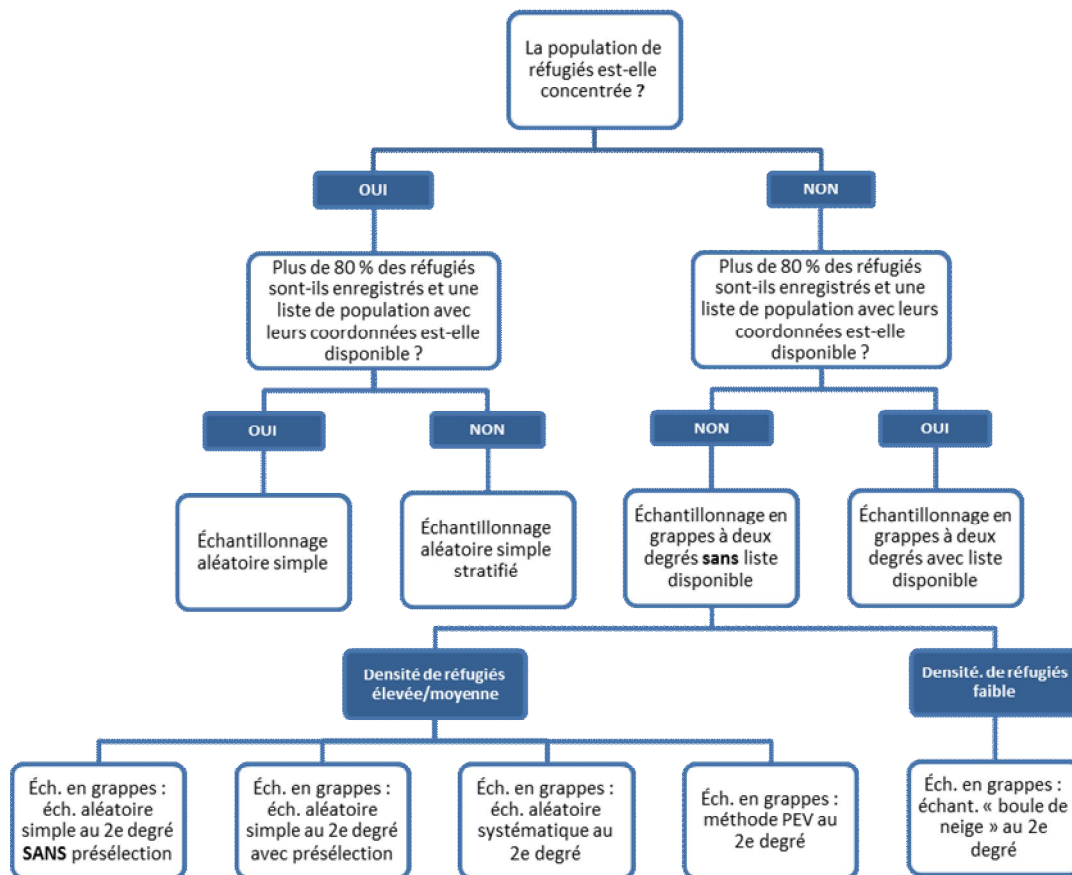 La population de
réfugiés est-elle
concentrée ?
OUI
NON
Plus de 80 % des réfugiés
sont-ils enregistrés et une
liste de population avec
leurs coordonnées est-elle
disponible ?
Plus de 80 % des réfugiés
sont-ils enregistrés et une
liste de population avec leurs
coordonnées est-elle
disponible ?
OUI
NON
NON
OUI
Échantillonnage
aléatoire simple
Échantillonnage
aléatoire simple
stratifié
Échantillonnage en
grappes à deux
degrés sans liste
disponible
Échantillonnage en
grappes à deux
degrés avec liste
disponible
Densité de réfugiés
élevée/moyenne
Densité. de réfugiés
faible
Éch. en grappes :
éch. aléatoire
simple au 2e degré
SANS présélection
Éch. en grappes :
éch. aléatoire
simple au 2e degré
avec présélection
Éch. en grappes :
éch. aléatoire
systématique au
2e degré
Éch. en grappes :
méthode PEV au
2e degré
Éch. en grappes :
échant. « boule de
neige » au 2e
degré